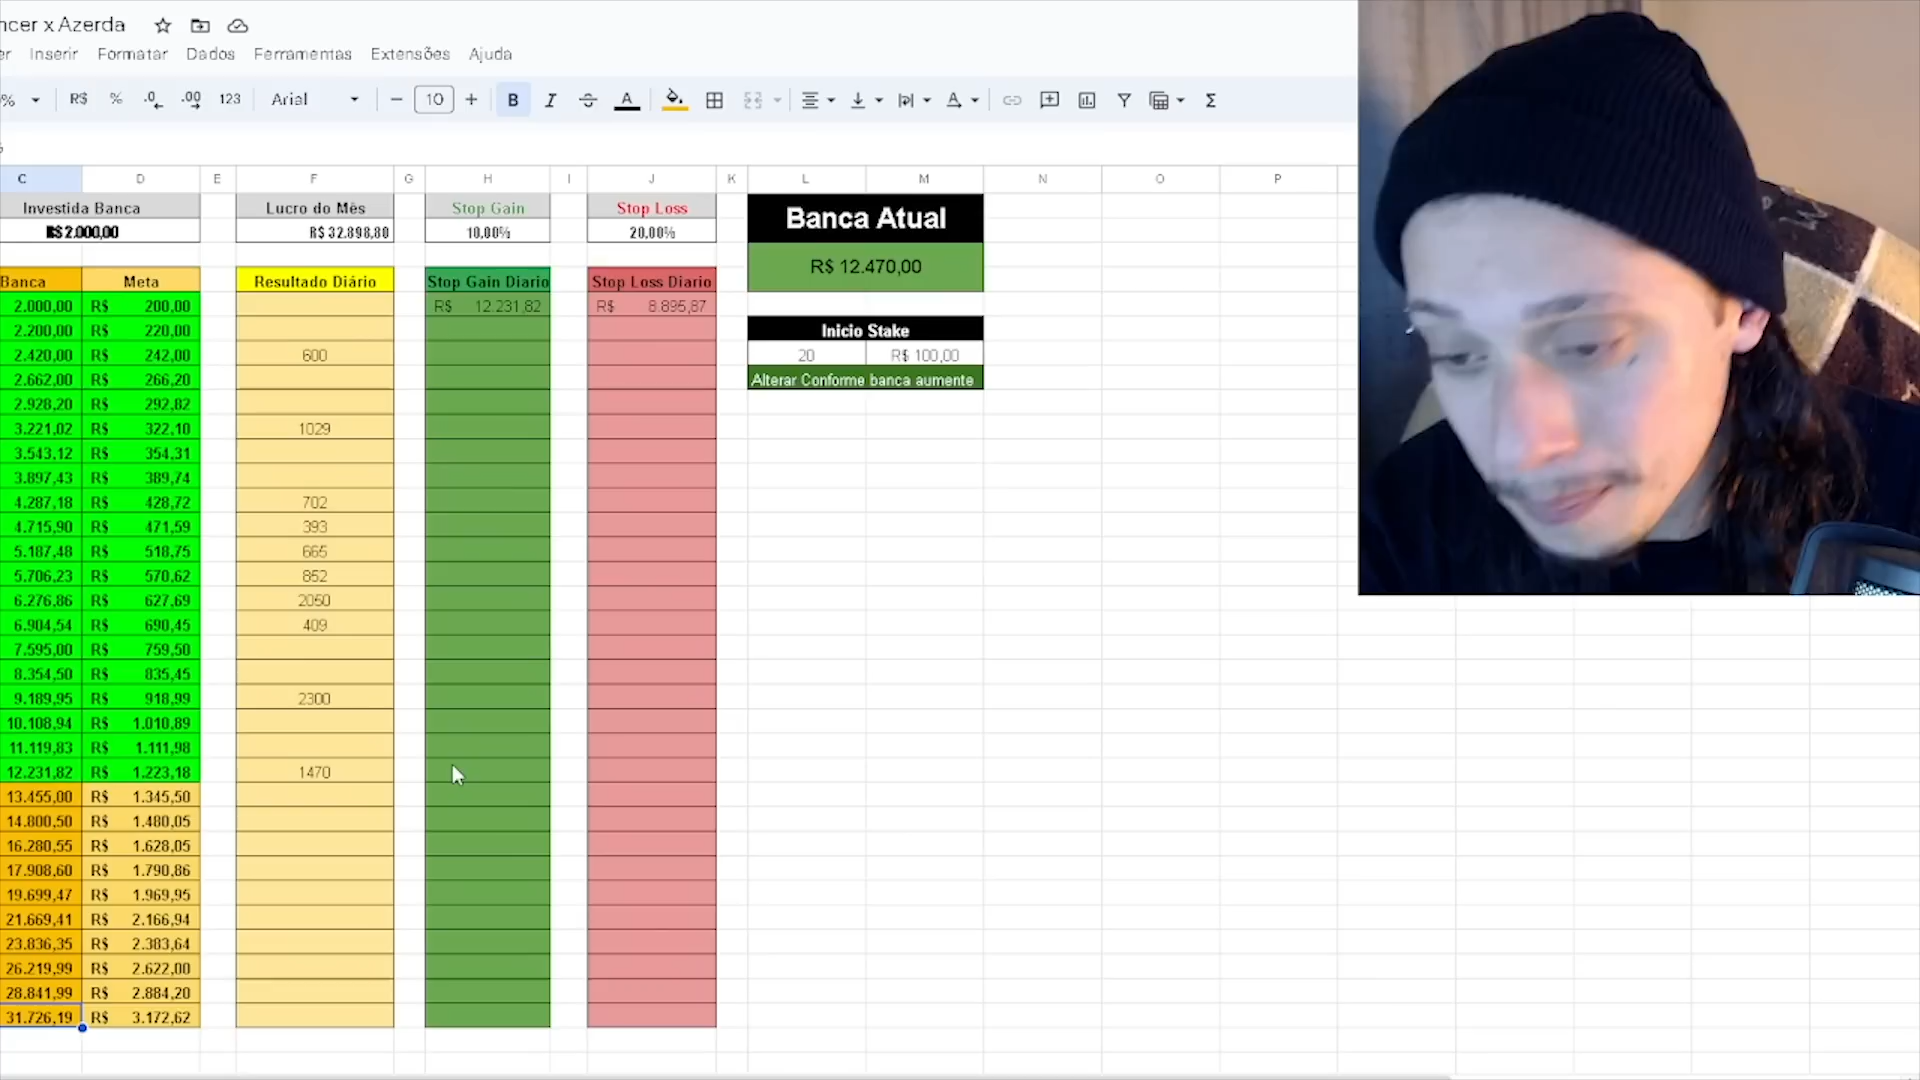 ncer x Azerda
er Inserir Formatar Dados Ferramentas Extensões Ajuda
% R$ % .0 .00 123 Arial 10 B I A A Σ
C D E F G H I J K L M N O P
Investida Banca Lucro do Mês Stop Gain Stop Loss Banca Atual
R$ 2.000,00 R$ 32.898,80 10,00% 20,00%
R$ 12.470,00
Banca Meta Resultado Diário Stop Gain Diario Stop Loss Diario
2.000,00 R$ 200,00 R$ 12.231,82 R$ 8.895,87
2.200,00 R$ 220,00 Inicio Stake
2.420,00 R$ 242,00 600 20 R$ 100,00
2.662,00 R$ 266,20 Alterar Conforme banca aumente
2.928,20 R$ 292,82
3.221,02 R$ 322,10 1029
3.543,12 R$ 354,31
3.897,43 R$ 389,74
4.287,18 R$ 428,72 702
4.715,90 R$ 471,59 393
5.187,48 R$ 518,75 665
5.706,23 R$ 570,62 852
6.276,86 R$ 627,69 2050
6.904,54 R$ 690,45 409
7.595,00 R$ 759,50
8.354,50 R$ 835,45
9.189,95 R$ 918,99 2300
10.108,94 R$ 1.010,89
11.119,83 R$ 1.111,98
12.231,82 R$ 1.223,18 1470
13.455,00 R$ 1.345,50
14.800,50 R$ 1.480,05
16.280,55 R$ 1.628,05
17.908,60 R$ 1.790,86
19.699,47 R$ 1.969,95
21.669,41 R$ 2.166,94
23.836,35 R$ 2.383,64
26.219,99 R$ 2.622,00
28.841,99 R$ 2.884,20
31.726,19 R$ 3.172,62